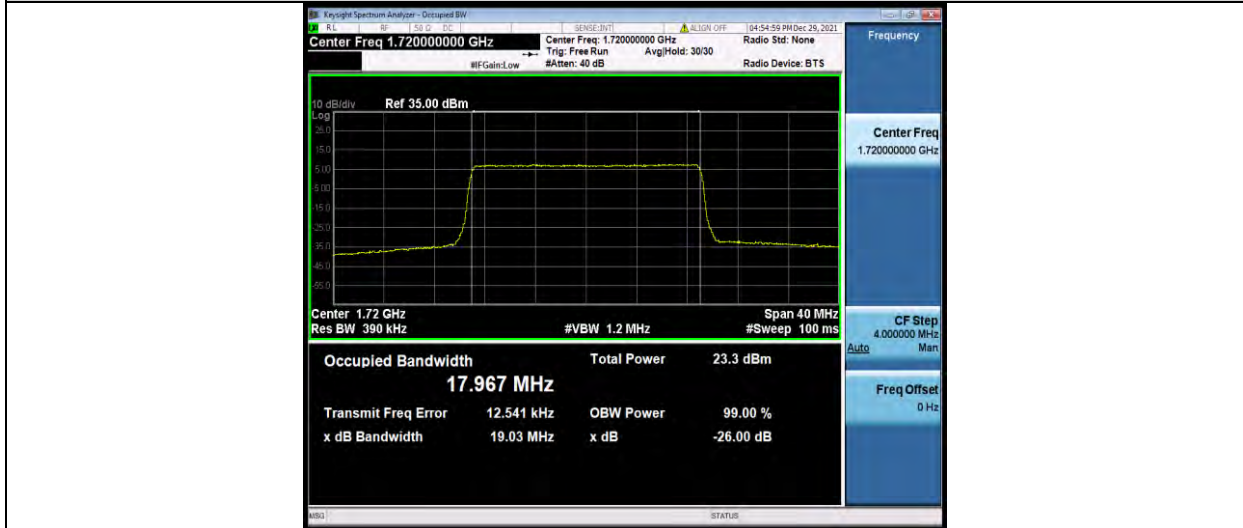 Keysight Spectrum Analyzer - Occupied BW
RL RF 50 Ω DC SENSE:INT ALIGN OFF 04:54:59 PM Dec 29, 2021
Center Freq 1.720000000 GHz
Center Freq: 1.720000000 GHz
Radio Std: None
Trig: Free Run Avg|Hold: 30/30
#IFGain:Low
#Atten: 40 dB
Radio Device: BTS
10 dB/div Ref 35.00 dBm
Log
25.0
15.0
5.00
-5.00
-15.0
-25.0
-35.0
-45.0
-55.0
Center 1.72 GHz Span 40 MHz
Res BW 390 kHz #VBW 1.2 MHz #Sweep 100 ms
Occupied Bandwidth Total Power 23.3 dBm
17.967 MHz
Transmit Freq Error 12.541 kHz OBW Power 99.00 %
x dB Bandwidth 19.03 MHz x dB -26.00 dB
MSG STATUS
Frequency
Center Freq
1.720000000 GHz
CF Step
4.000000 MHz
Auto Man
Freq Offset
0 Hz